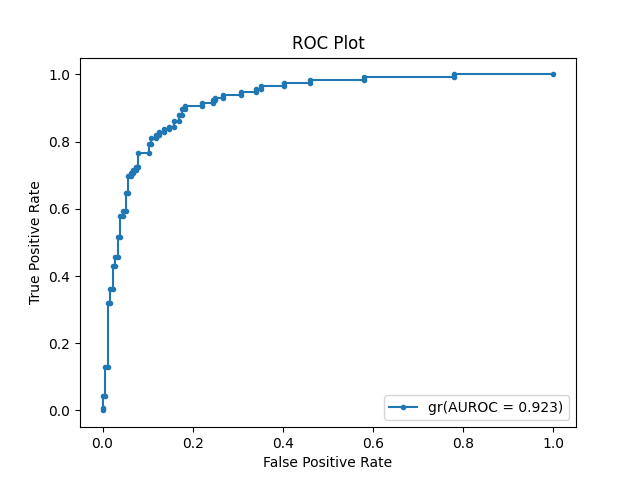 ROC Plot
True Positive Rate
1.0
0.8
0.6
0.4
0.2
0.0
gr(AUROC = 0.923)
0.0 0.2 0.4 0.6 0.8 1.0
False Positive Rate